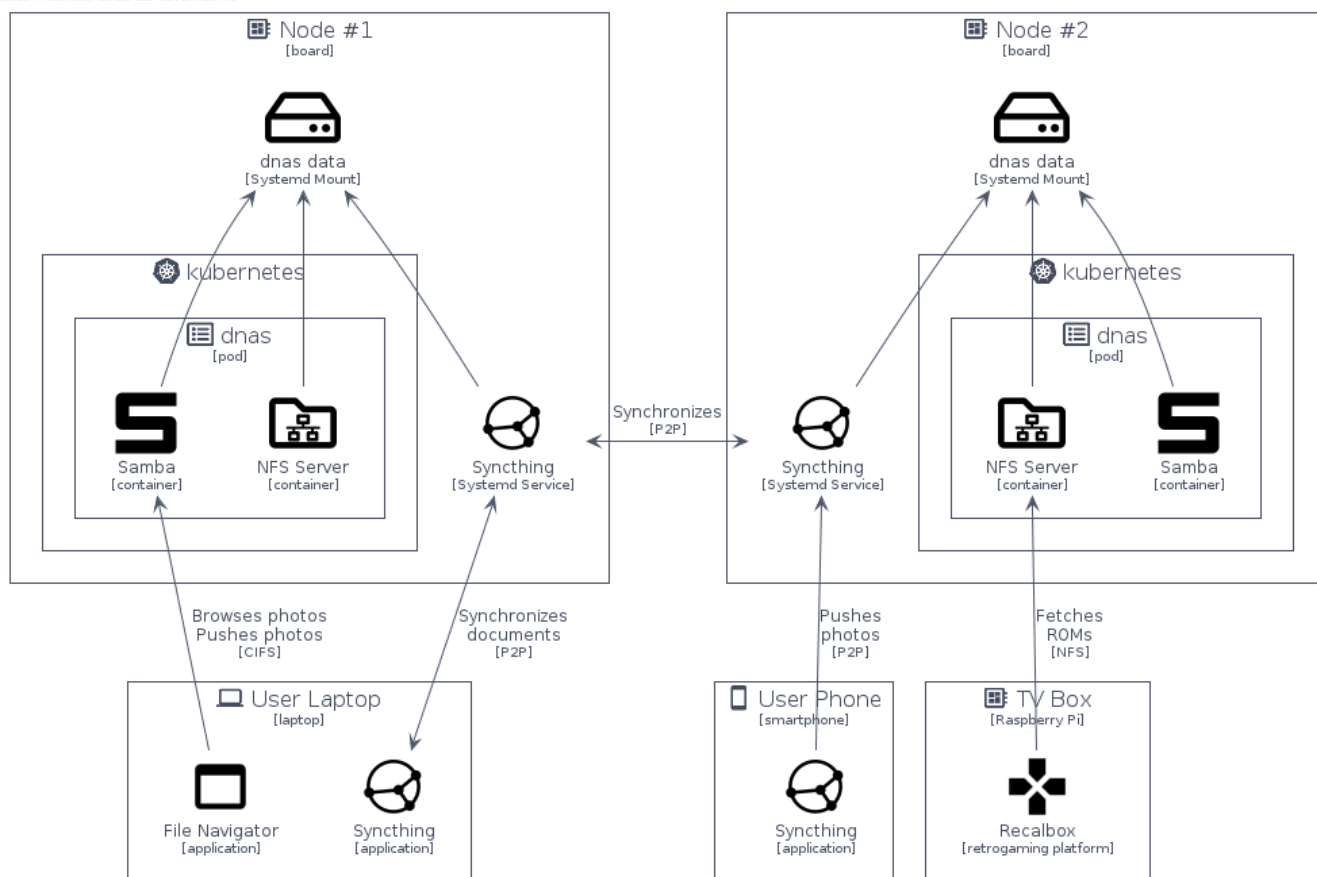 Node #1
[board]
dnas data
[Systemd Mount]
kubernetes
dnas
[pod]
Samba
[container]
NFS Server
[container]
Syncthing
[Systemd Service]
Synchronizes
[P2P]
Node #2
[board]
dnas data
[Systemd Mount]
kubernetes
dnas
[pod]
Syncthing
[Systemd Service]
NFS Server
[container]
Samba
[container]
Browses photos
Pushes photos
[CIFS]
Synchronizes
documents
[P2P]
Pushes
photos
[P2P]
Fetches
ROMs
[NFS]
User Laptop
[laptop]
File Navigator
[application]
Syncthing
[application]
User Phone
[smartphone]
Syncthing
[application]
TV Box
[Raspberry Pi]
Recalbox
[retrogaming platform]